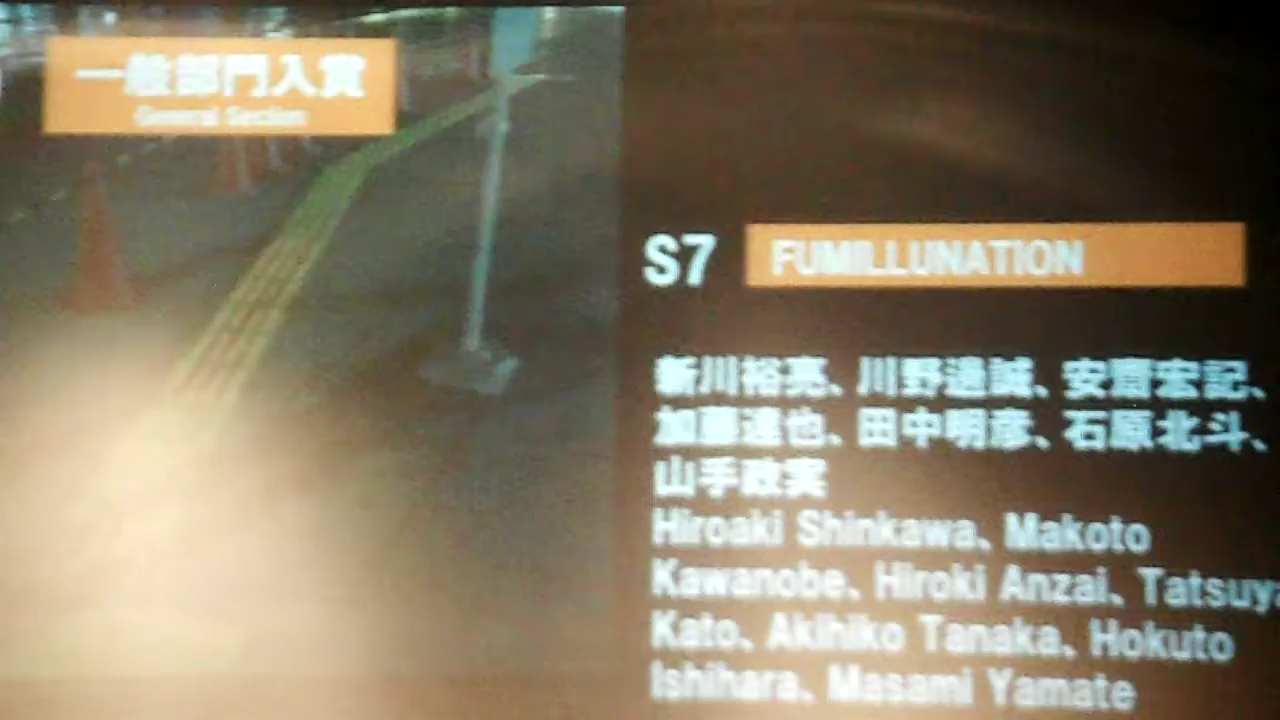 一般部門入賞
General Section
S7 FUMILLUNATION
新川裕亮、川野邊誠、安齋宏記、
加藤達也、田中明彦、石原北斗、
山手政実
Hiroaki Shinkawa、Makoto
Kawanobe、Hiroki Anzai、Tatsuya
Kato、Akihiko Tanaka、Hokuto
Ishihara、Masami Yamate